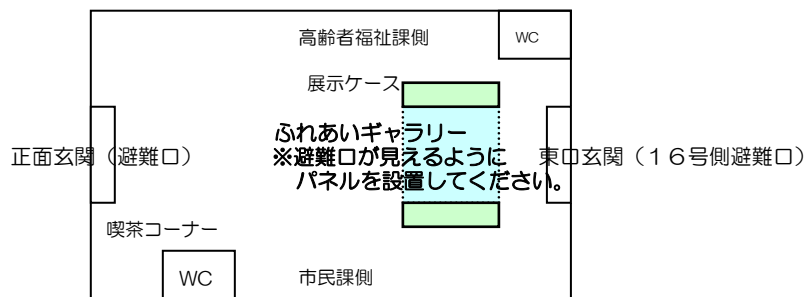 高齢者福祉課側
WC
展示ケース
ふれあいギャラリー
※避難口が見えるように
パネルを設置してください。
正面玄関（避難口）
東口玄関（１６号側避難口）
喫茶コーナー
WC
市民課側